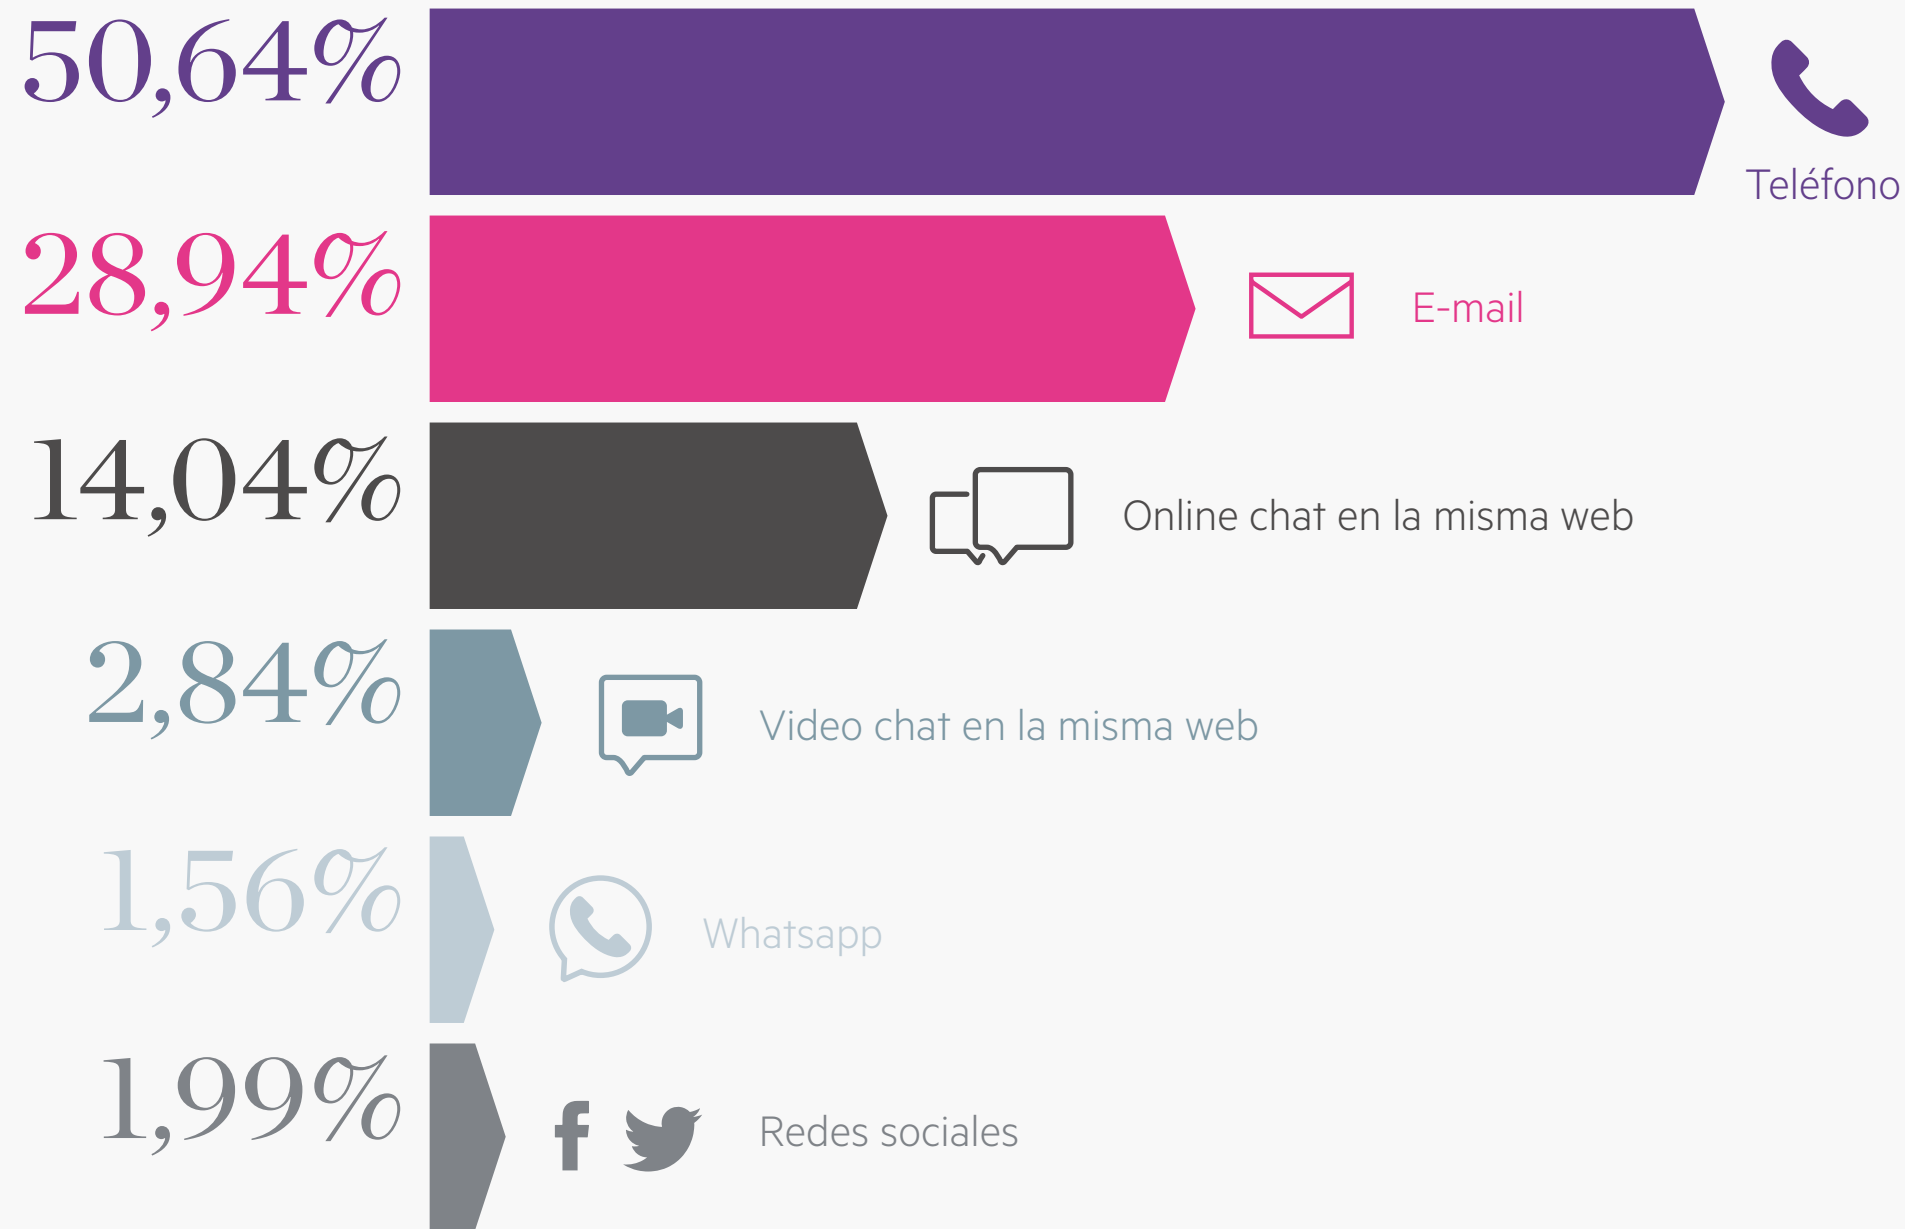 50,64%
Teléfono
28,94%
E-mail
14,04%
Online chat en la misma web
2,84%
Video chat en la misma web
1,56%
Whatsapp
1,99%
Redes sociales